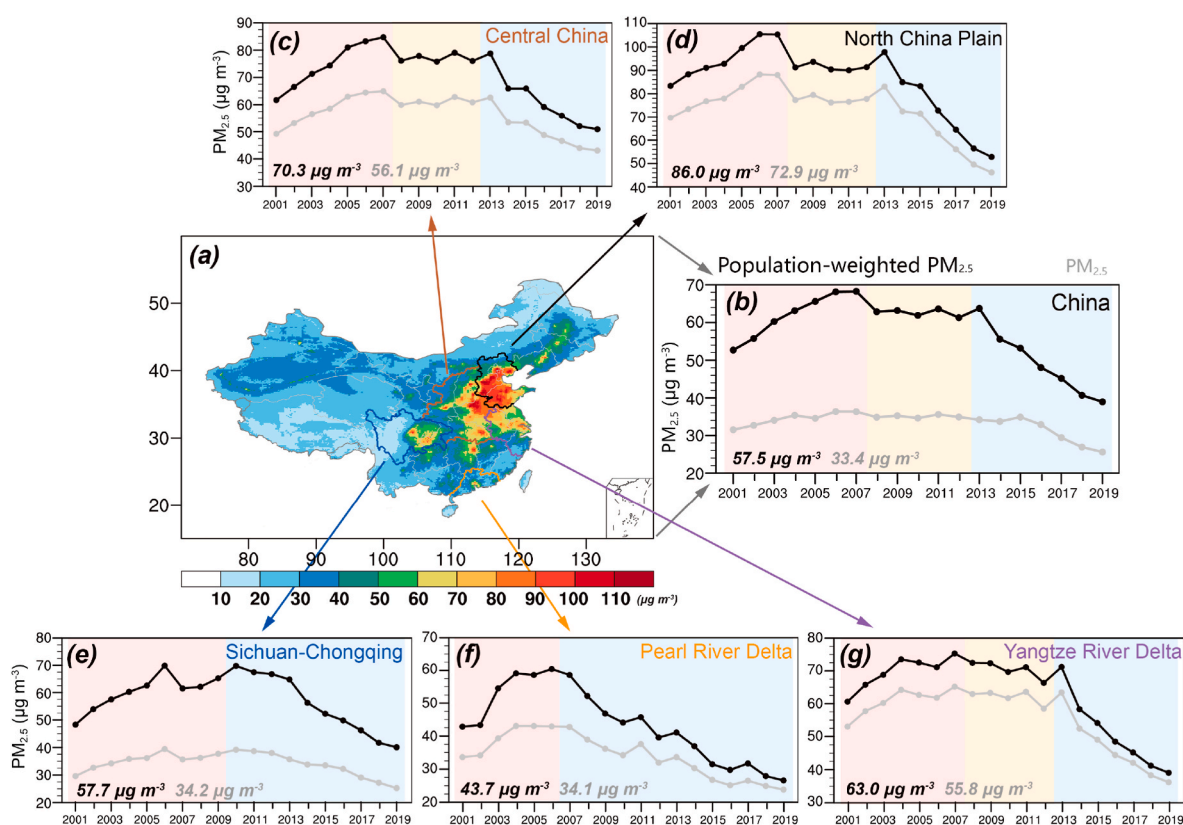 (c)
Central China
PM2.5 (μg m-3)
90
80
70
60
50
40
30
70.3 μg m-3 56.1 μg m-3
2001 2003 2005 2007 2009 2011 2013 2015 2017 2019
(d)
North China Plain
110
100
90
80
70
60
50
40
86.0 μg m-3 72.9 μg m-3
2001 2003 2005 2007 2009 2011 2013 2015 2017 2019
(a)
50
40
30
20
80 90 100 110 120 130
10 20 30 40 50 60 70 80 90 100 110 (μg m-3)
Population-weighted PM2.5 PM2.5
(b)
China
PM2.5 (μg m-3)
70
60
50
40
30
20
57.5 μg m-3 33.4 μg m-3
2001 2003 2005 2007 2009 2011 2013 2015 2017 2019
(e)
Sichuan-Chongqing
PM2.5 (μg m-3)
80
70
60
50
40
30
20
57.7 μg m-3 34.2 μg m-3
2001 2003 2005 2007 2009 2011 2013 2015 2017 2019
(f)
Pearl River Delta
70
60
50
40
30
20
43.7 μg m-3 34.1 μg m-3
2001 2003 2005 2007 2009 2011 2013 2015 2017 2019
(g)
Yangtze River Delta
80
70
60
50
40
30
63.0 μg m-3 55.8 μg m-3
2001 2003 2005 2007 2009 2011 2013 2015 2017 2019